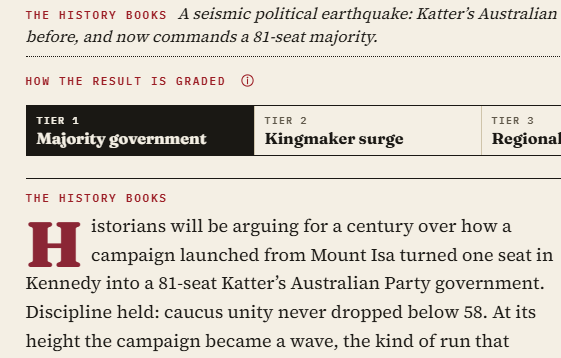 THE HISTORY BOOKS A seismic political earthquake: Katter’s Australian
before, and now commands a 81-seat majority.
HOW THE RESULT IS GRADED ⓘ
TIER 1 TIER 2 TIER 3
Majority government Kingmaker surge Regional
THE HISTORY BOOKS
Historians will be arguing for a century over how a
campaign launched from Mount Isa turned one seat in
Kennedy into a 81-seat Katter’s Australian Party government.
Discipline held: caucus unity never dropped below 58. At its
height the campaign became a wave, the kind of run that